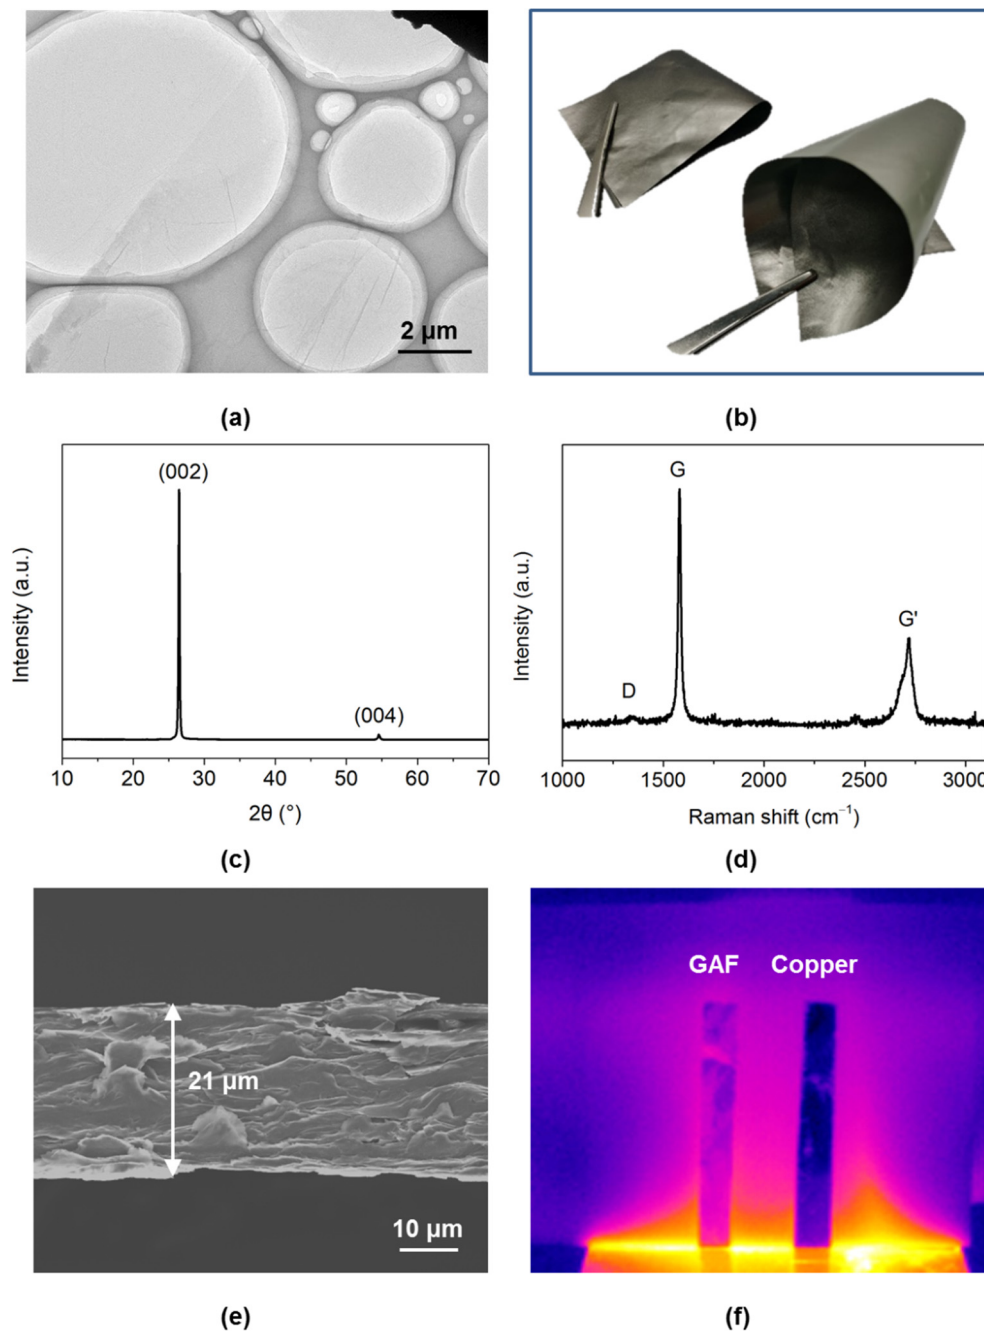 2 μm
(a)
(b)
(002)
(004)
Intensity (a.u.)
10 20 30 40 50 60 70
2θ (°)
(c)
G
G'
D
Intensity (a.u.)
1000 1500 2000 2500 3000
Raman shift (cm⁻¹)
(d)
21 μm
10 μm
(e)
GAF Copper
(f)